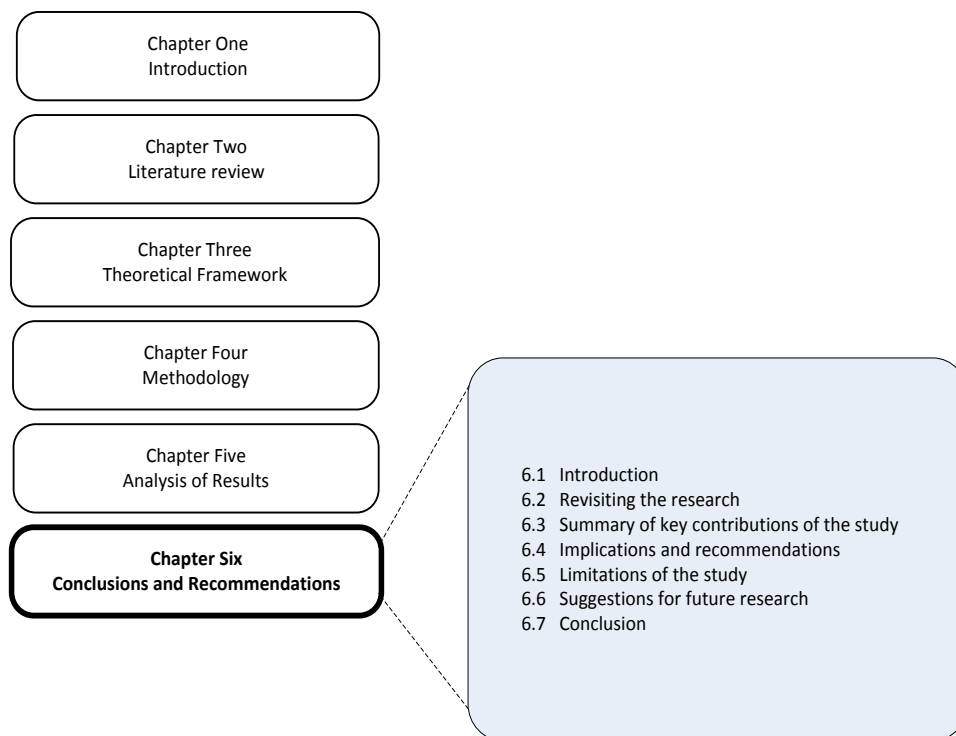 Chapter One
Introduction
Chapter Two
Literature review
Chapter Three
Theoretical Framework
Chapter Four
Methodology
Chapter Five
Analysis of Results
Chapter Six
Conclusions and Recommendations
6.1 Introduction
6.2 Revisiting the research
6.3 Summary of key contributions of the study
6.4 Implications and recommendations
6.5 Limitations of the study
6.6 Suggestions for future research
6.7 Conclusion